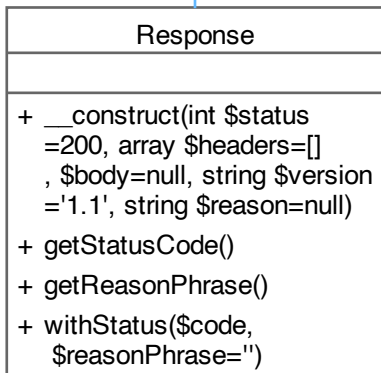 Response
+ __construct(int $status
=200, array $headers=[]
, $body=null, string $version
='1.1', string $reason=null)
+ getStatusCode()
+ getReasonPhrase()
+ withStatus($code,
$reasonPhrase='')